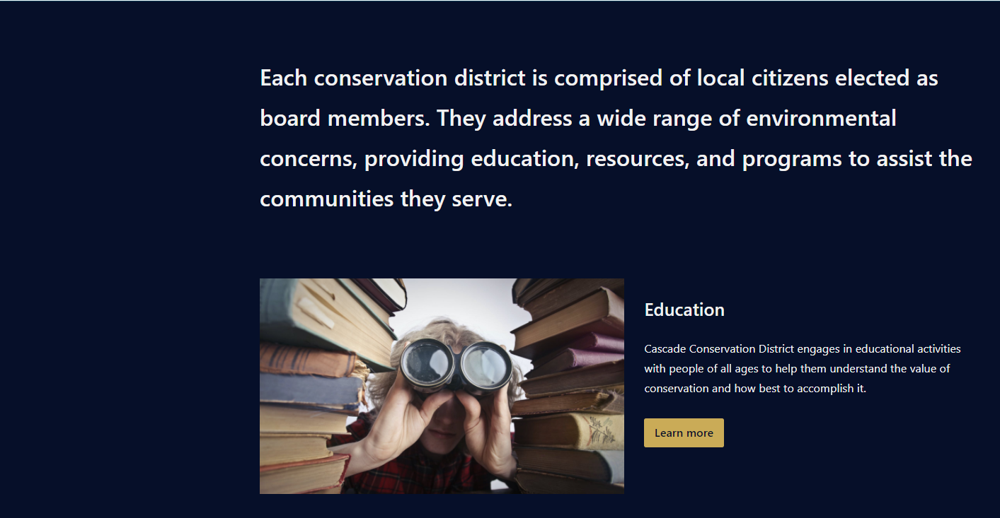 Each conservation district is comprised of local citizens elected as
board members. They address a wide range of environmental
concerns, providing education, resources, and programs to assist the
communities they serve.
Education
Cascade Conservation District engages in educational activities
with people of all ages to help them understand the value of
conservation and how best to accomplish it.
Learn more